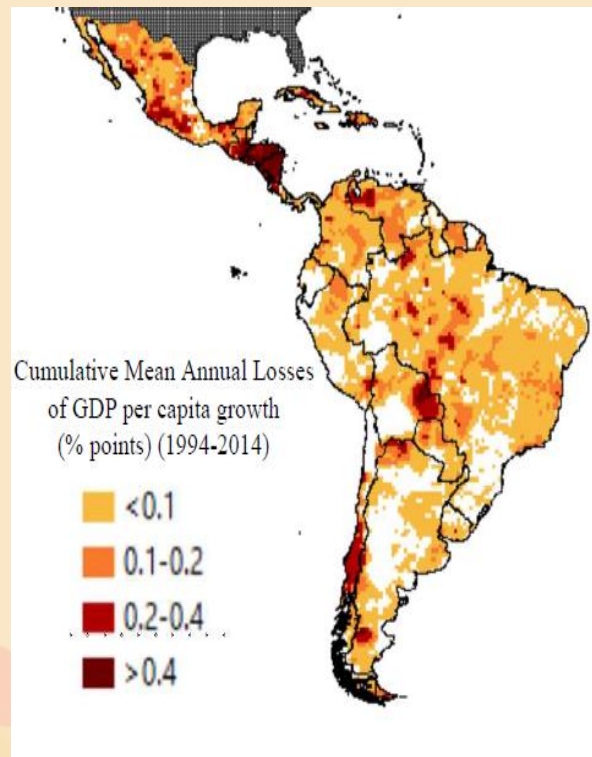 Cumulative Mean Annual Losses
of GDP per capita growth
(% points) (1994-2014)
<0.1
0.1-0.2
0.2-0.4
>0.4